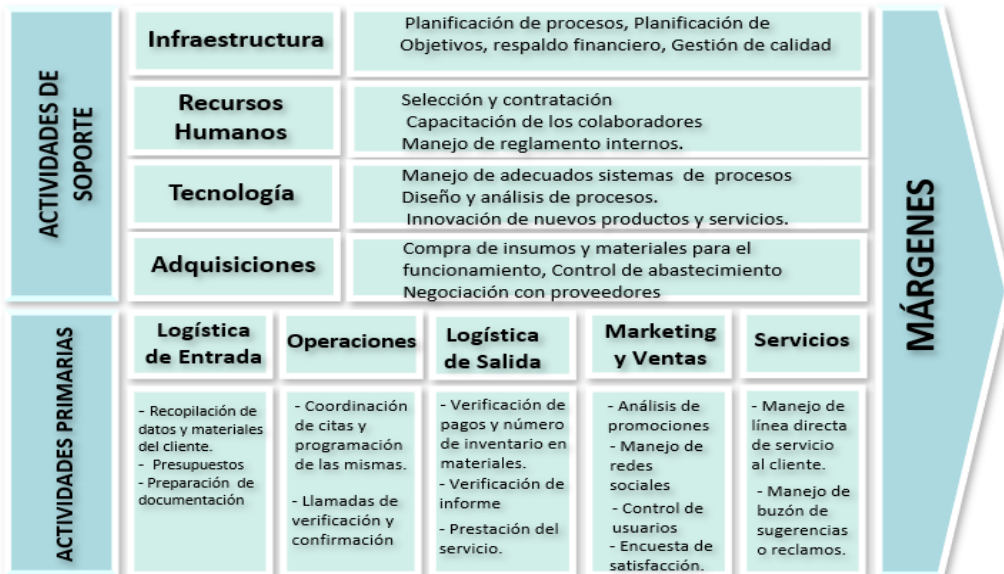 ACTIVIDADES DE
SOPORTE
Infraestructura
Planificación de procesos, Planificación de
Objetivos, respaldo financiero, Gestión de calidad
Recursos
Humanos
Selección y contratación
Capacitación de los colaboradores
Manejo de reglamento internos.
Tecnología
Manejo de adecuados sistemas de procesos
Diseño y análisis de procesos.
Innovación de nuevos productos y servicios.
Adquisiciones
Compra de insumos y materiales para el
funcionamiento, Control de abastecimiento
Negociación con proveedores
ACTIVIDADES PRIMARIAS
Logística
de Entrada
- Recopilación de
datos y materiales
del cliente.
- Presupuestos
- Preparación de
documentación
Operaciones
- Coordinación
de citas y
programación
de las mismas.
- Llamadas de
verificación y
confirmación
Logística
de Salida
- Verificación de
pagos y número
de inventario en
materiales.
- Verificación de
informe
- Prestación del
servicio.
Marketing
y Ventas
- Análisis de
promociones
- Manejo de
redes
sociales
- Control de
usuarios
- Encuesta de
satisfacción.
Servicios
- Manejo de
línea directa
de servicio
al cliente.
- Manejo de
buzón de
sugerencias
o reclamos.
MÁRGENES